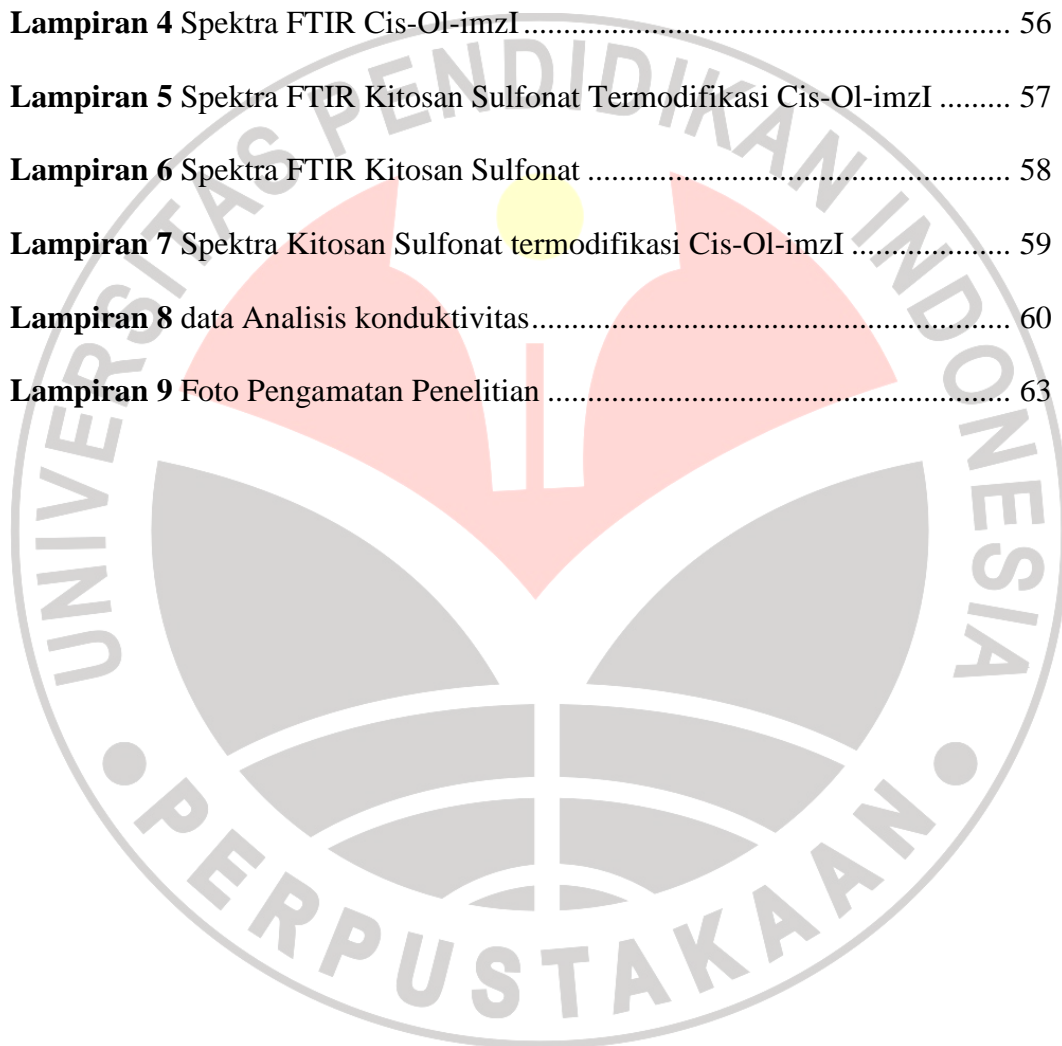 Lampiran 4 Spektra FTIR Cis-Ol-imzI ........................................................ 56
Lampiran 5 Spektra FTIR Kitosan Sulfonat Termodifikasi Cis-Ol-imzI ......... 57
Lampiran 6 Spektra FTIR Kitosan Sulfonat ................................................. 58
Lampiran 7 Spektra Kitosan Sulfonat termodifikasi Cis-Ol-imzI ................... 59
Lampiran 8 data Analisis konduktivitas ........................................................ 60
Lampiran 9 Foto Pengamatan Penelitian ...................................................... 63
UNIVERSITAS PENDIDIKAN INDONESIA
PERPUSTAKAAN